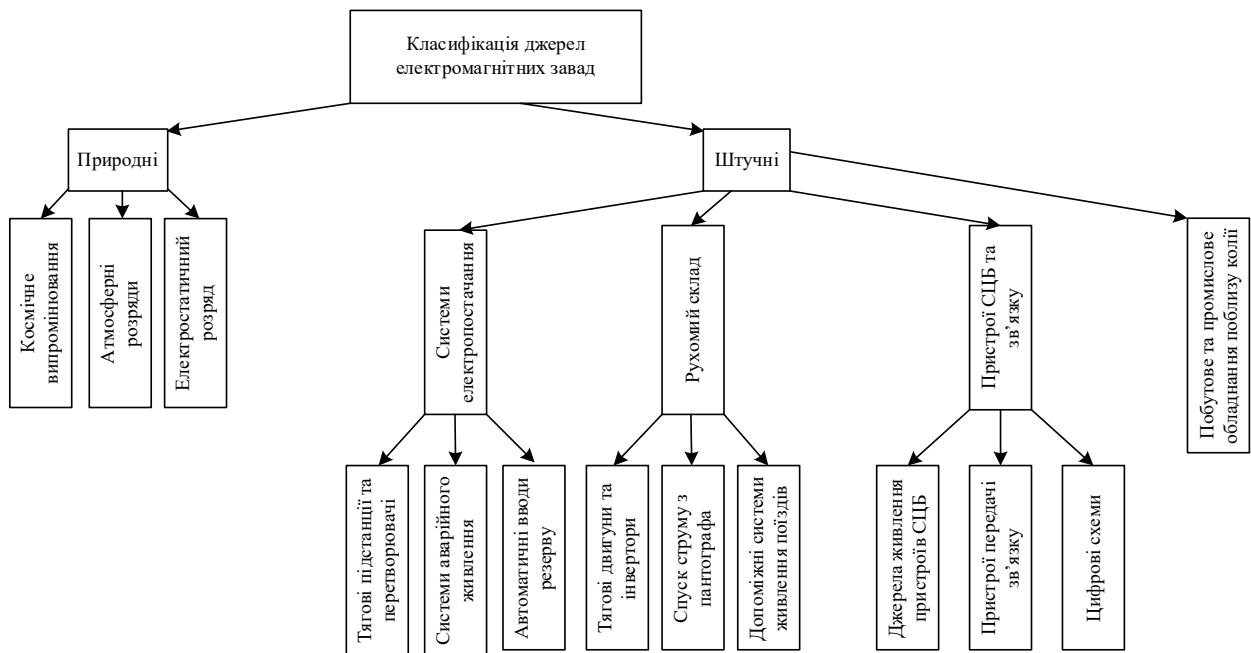 Класифікація джерел
електромагнітних завад
Природні
Штучні
Космічне
випромінювання
Атмосферні
розряди
Електростатичний
розряд
Системи
електропостачання
Рухомий склад
Пристрої СЦБ та
зв’язку
Побутове та промислове
обладнання поблизу колії
Тягові підстанції та
перетворювачі
Системи аварійного
живлення
Автоматичні вводи
резерву
Тягові двигуни та
інвертори
Спуск струму з
пантографа
Допоміжні системи
живлення поїздів
Джерела живлення
пристроїв СЦБ
Пристрої передачі
зв’язку
Цифрові схеми